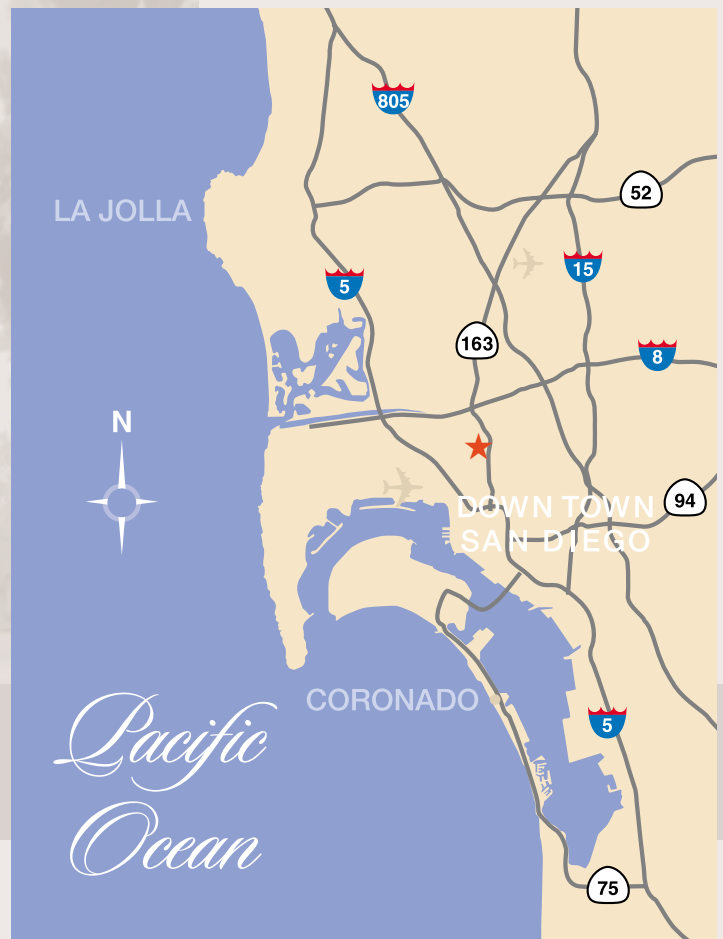 805
52
LA JOLLA
15
5
163
8
N
94
DOWN TOWN
SAN DIEGO
CORONADO
5
Pacific
Ocean
75